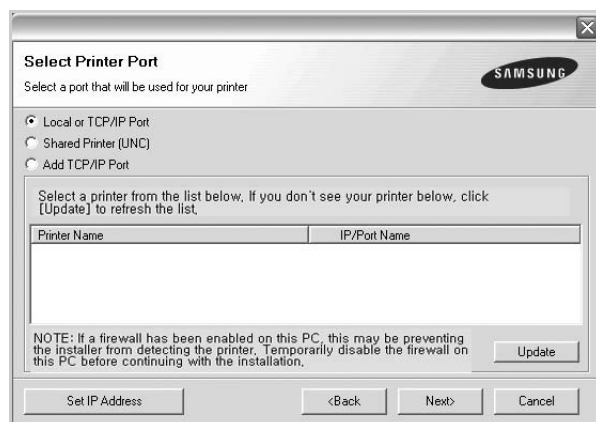 Select Printer Port
Select a port that will be used for your printer
SAMSUNG
Local or TCP/IP Port
Shared Printer (UNC)
Add TCP/IP Port
Select a printer from the list below, If you don't see your printer below, click
[Update] to refresh the list,
Printer Name IP/Port Name
NOTE: If a firewall has been enabled on this PC, this may be preventing
the installer from detecting the printer, Temporarily disable the firewall on
this PC before continuing with the installation,
Update
Set IP Address <Back Next> Cancel